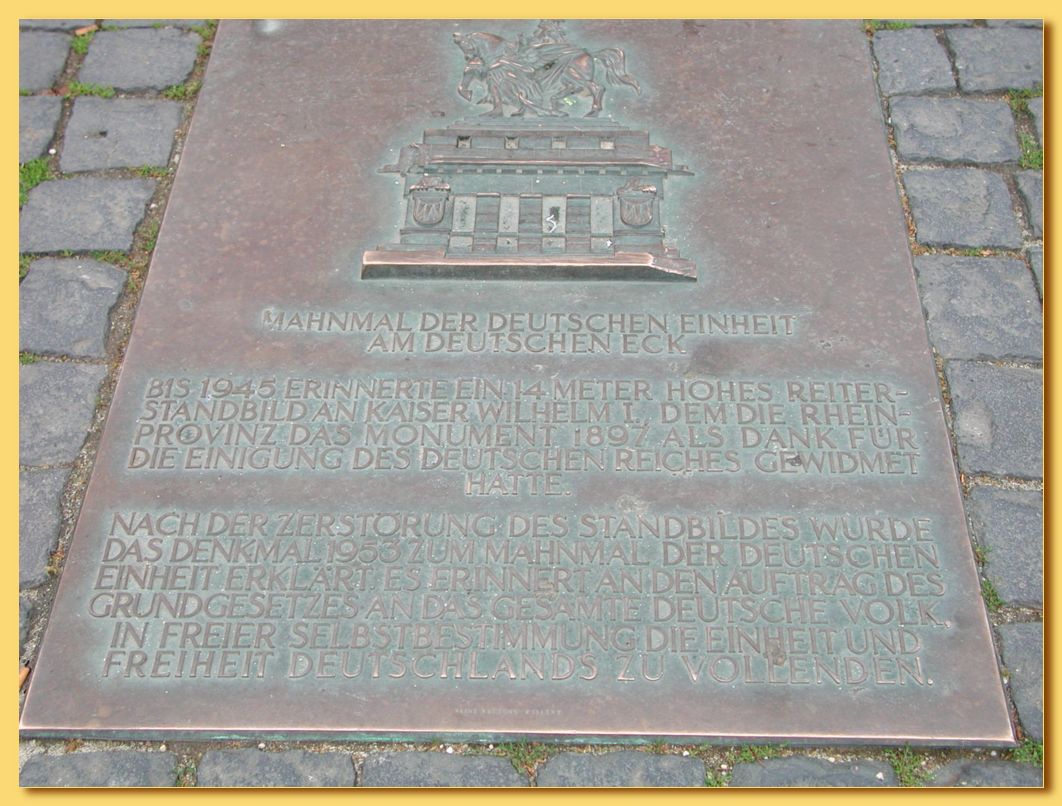 MAHNMAL DER DEUTSCHEN EINHEIT
AM DEUTSCHEN ECK
BIS 1945 ERINNERTE EIN 14 METER HOHES REITER-
STANDBILD AN KAISER WILHELM I., DEM DIE RHEIN-
PROVINZ DAS MONUMENT 1897 ALS DANK FÜR
DIE EINIGUNG DES DEUTSCHEN REICHES GEWIDMET
HATTE.
NACH DER ZERSTÖRUNG DES STANDBILDES WURDE
DAS DENKMAL 1953 ZUM MAHNMAL DER DEUTSCHEN
EINHEIT ERKLÄRT. ES ERINNERT AN DEN AUFTRAG DES
GRUNDGESETZES AN DAS GESAMTE DEUTSCHE VOLK,
IN FREIER SELBSTBESTIMMUNG DIE EINHEIT UND
FREIHEIT DEUTSCHLANDS ZU VOLLENDEN.